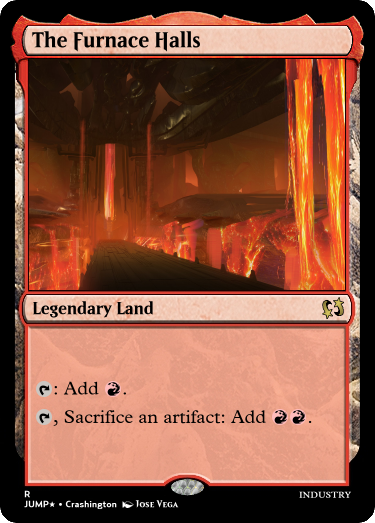 The Furnace Halls
Legendary Land
: Add .
, Sacrifice an artifact: Add .
R
INDUSTRY
JUMP★ • Crashington Jose Vega